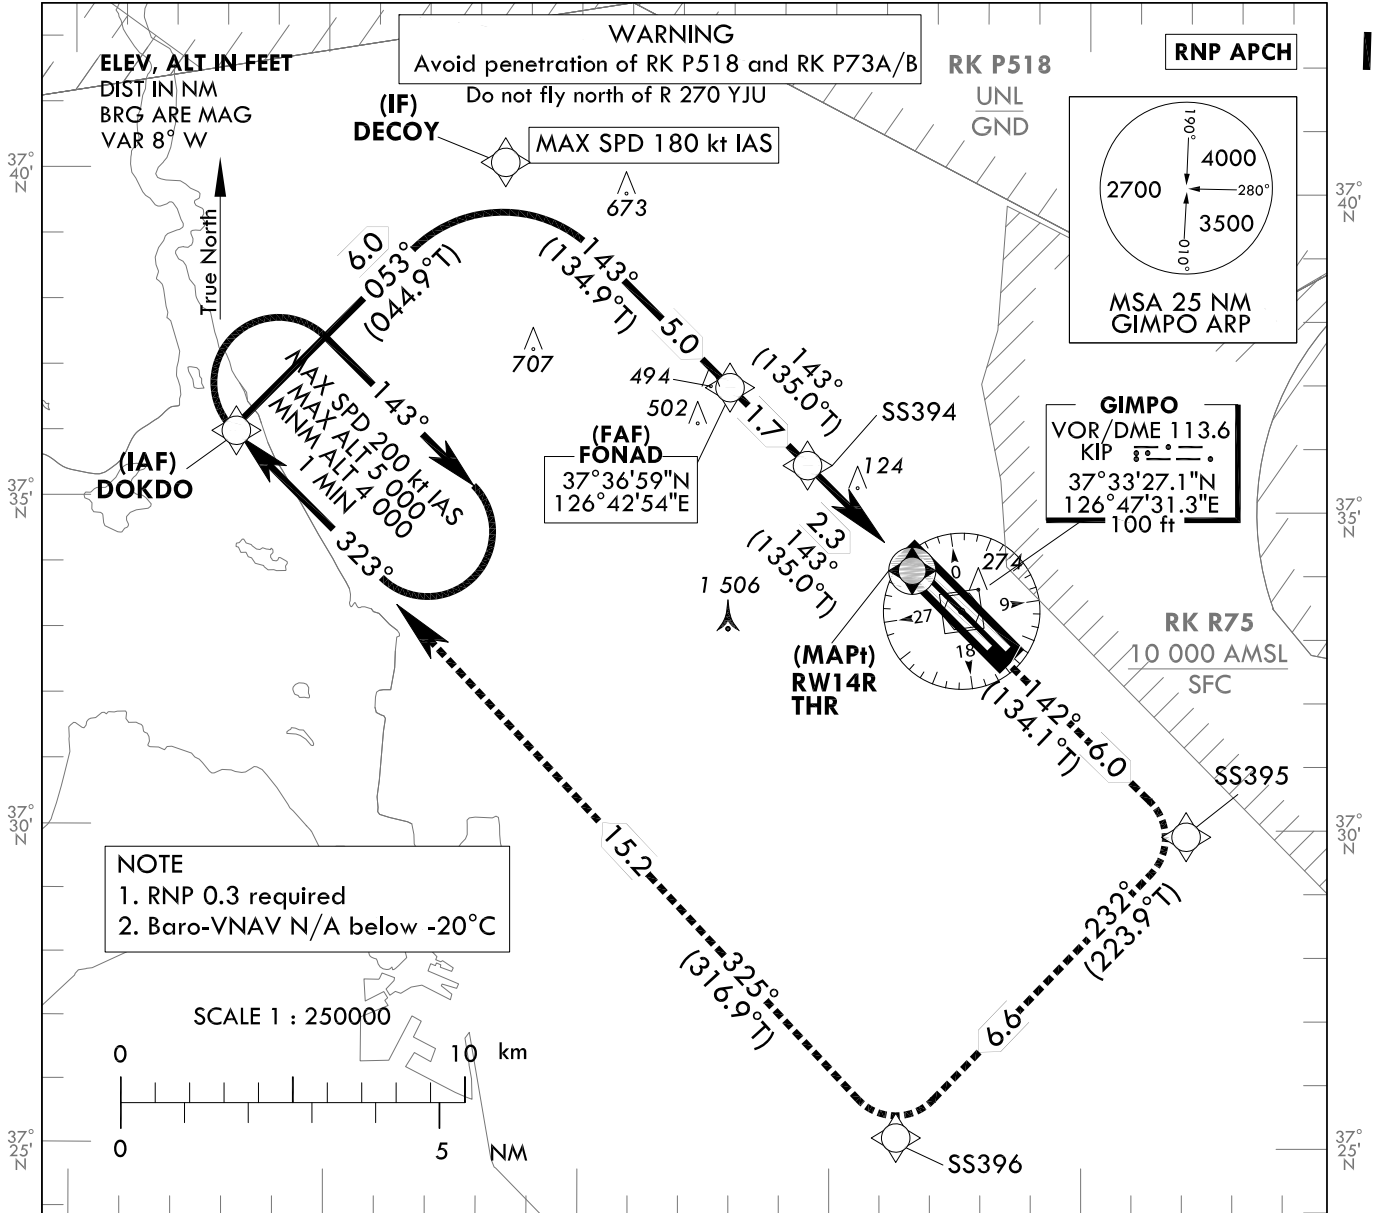 WARNING
Avoid penetration of RK P518 and RK P73A/B
Do not fly north of R 270 YJU
ELEV, ALT IN FEET
DIST IN NM
BRG ARE MAG
VAR 8° W
True North
(IF)
DECOY
MAX SPD 180 kt IAS
RK P518
UNL
GND
RNP APCH
190°
4000
2700
280°
3500
010°
MSA 25 NM
GIMPO ARP
37°
40'
N
37°
40'
N
673
6.0
053°
(044.9°T)
143°
(134.9°T)
5.0
707
494
502
143°
(135.0°T)
1.7
SS394
124
(FAF)
FONAD
37°36'59"N
126°42'54"E
GIMPO
VOR/DME 113.6
KIP
37°33'27.1"N
126°47'31.3"E
100 ft
(IAF)
DOKDO
MAX SPD 200 kt IAS
MAX ALT 5 000
MNM ALT 4 000
1 MIN
143°
323°
37°
35'
N
37°
35'
N
2.3
143°
(135.0°T)
1 506
274
0
9
18
27
(MAPt)
RW14R
THR
RK R75
10 000 AMSL
SFC
142°
(134.1°T)
6.0
SS395
37°
30'
N
37°
30'
N
15.2
232°
(223.9°T)
NOTE
1. RNP 0.3 required
2. Baro-VNAV N/A below -20°C
325°
(316.9°T)
6.6
SCALE 1 : 250000
0
10 km
0
5
NM
SS396
37°
25'
N
37°
25'
N